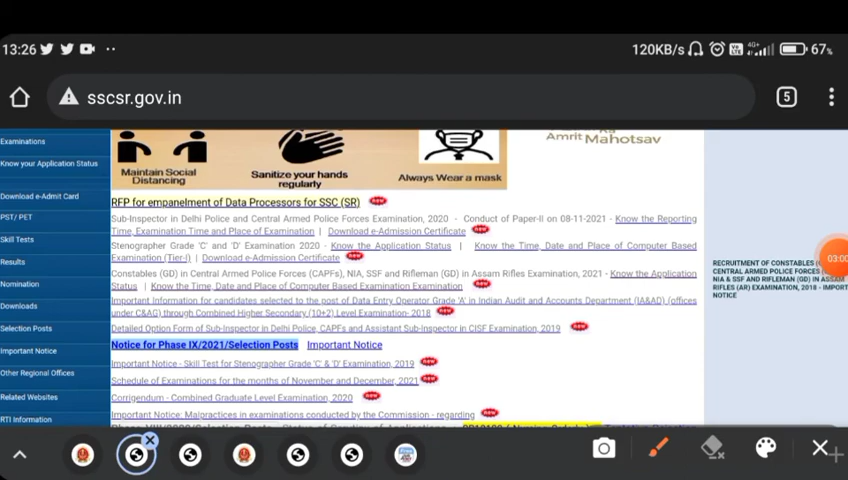 13:26
120KB/s
67%
sscsr.gov.in
5
Examinations
Know your Application Status
Download e-Admit Card
PST/ PET
Skill Tests
Results
Nomination
Downloads
Selection Posts
Important Notice
Other Regional Offices
Related Websites
RTI Information
Maintain Social
Distancing
Sanitize your hands
regularly
Always Wear a mask
Amrit Mahotsav
RFP for empanelment of Data Processors for SSC (SR) new
Sub-Inspector in Delhi Police and Central Armed Police Forces Examination, 2020 - Conduct of Paper-II on 08-11-2021 - Know the Reporting
Time, Examination Time and Place of Examination | Download e-Admission Certificate new
Stenographer Grade 'C' and 'D' Examination 2020 - Know the Application Status | Know the Time, Date and Place of Computer Based
Examination (Tier-I) | Download e-Admission Certificate new
Constables (GD) in Central Armed Police Forces (CAPFs), NIA, SSF and Rifleman (GD) in Assam Rifles Examination, 2021 - Know the Application
Status | Know the Time, Date and Place of Computer Based Examination Examination new
Important Information for candidates selected to the post of Data Entry Operator Grade 'A' in Indian Audit and Accounts Department (IA&AD) (offices
under C&AG) through Combined Higher Secondary (10+2) Level Examination- 2018 new
Detailed Option Form of Sub-Inspector in Delhi Police, CAPFs and Assistant Sub-Inspector in CISF Examination, 2019 new
Notice for Phase IX/2021/Selection Posts Important Notice
Important Notice - Skill Test for Stenographer Grade 'C' & 'D' Examination, 2019 new
Schedule of Examinations for the months of November and December, 2021 new
Corrigendum - Combined Graduate Level Examination, 2020 new
Important Notice: Malpractices in examinations conducted by the Commission - regarding new
RECRUITMENT OF CONSTABLES (
CENTRAL ARMED POLICE FORCES
NIA & SSF AND RIFLEMAN (GD) IN ASSAM
RIFLES (AR) EXAMINATION, 2018 - IMPORT
NOTICE
03:00